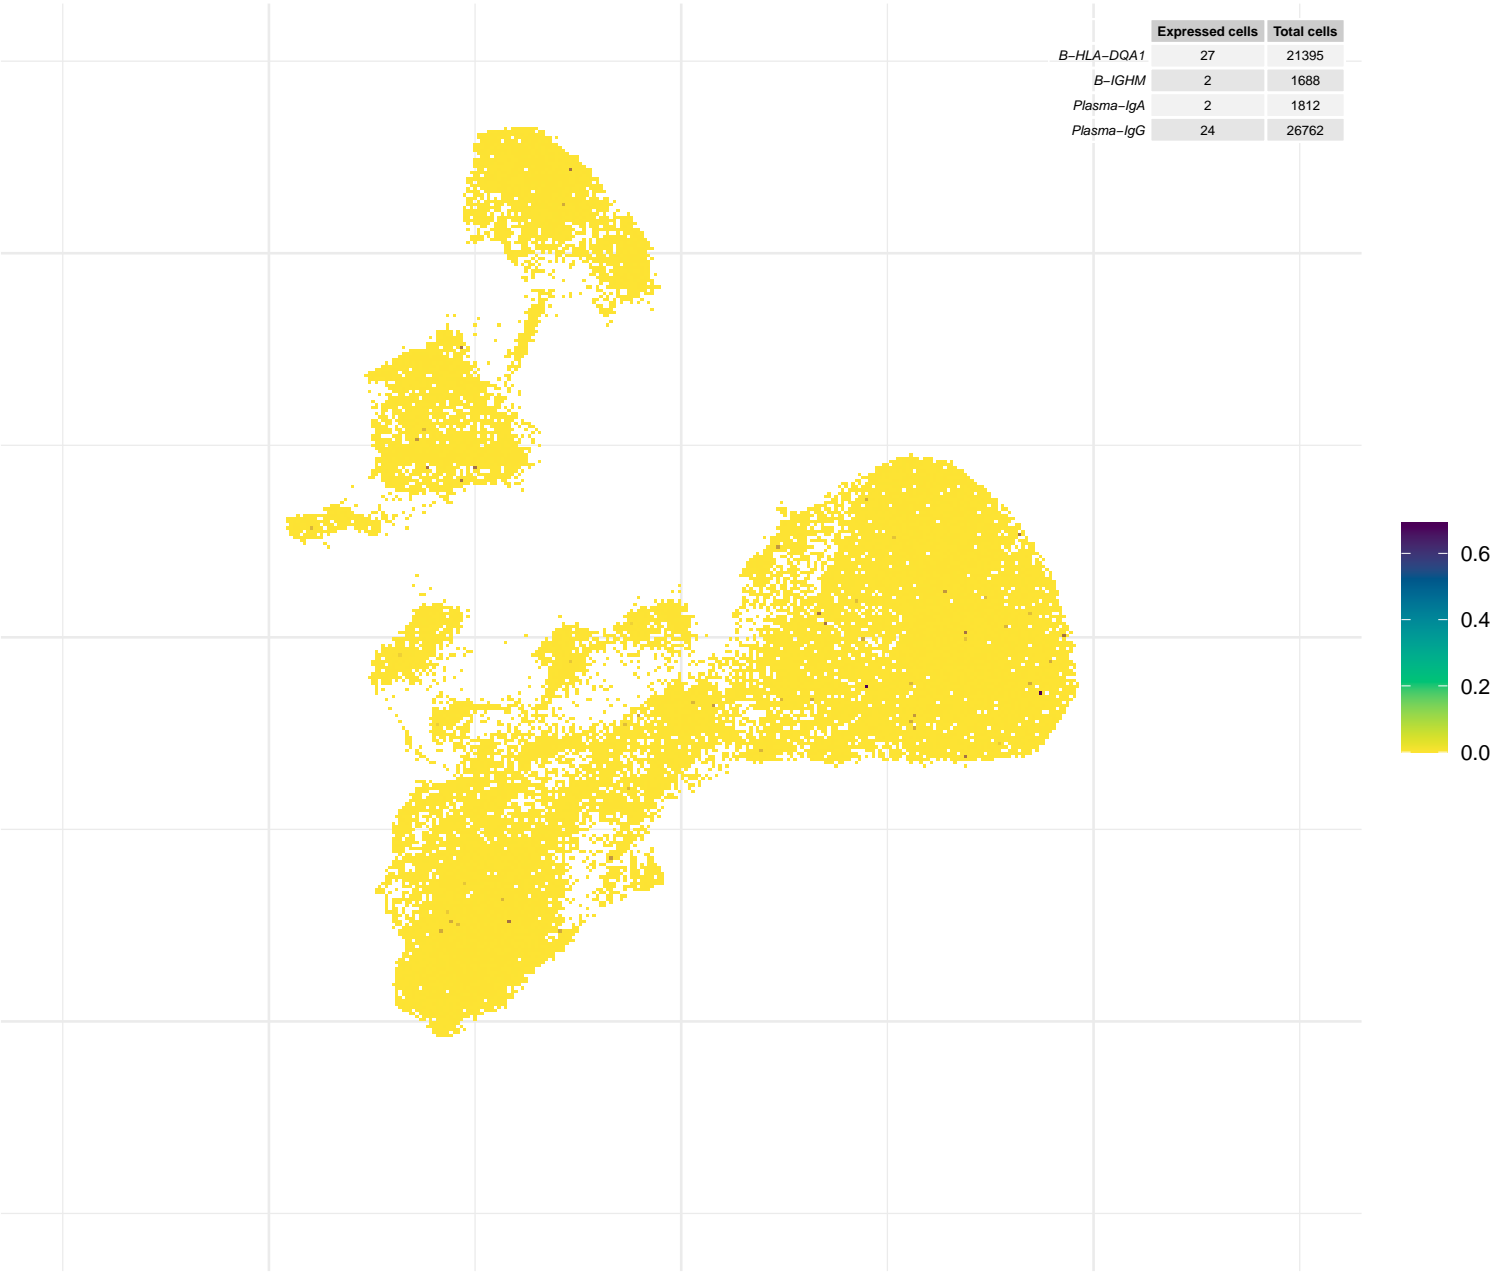 Expressed cells Total cells
B−HLA−DQA1 27 21395
B−IGHM 2 1688
Plasma−IgA 2 1812
Plasma−IgG 24 26762
0.6
0.4
0.2
0.0